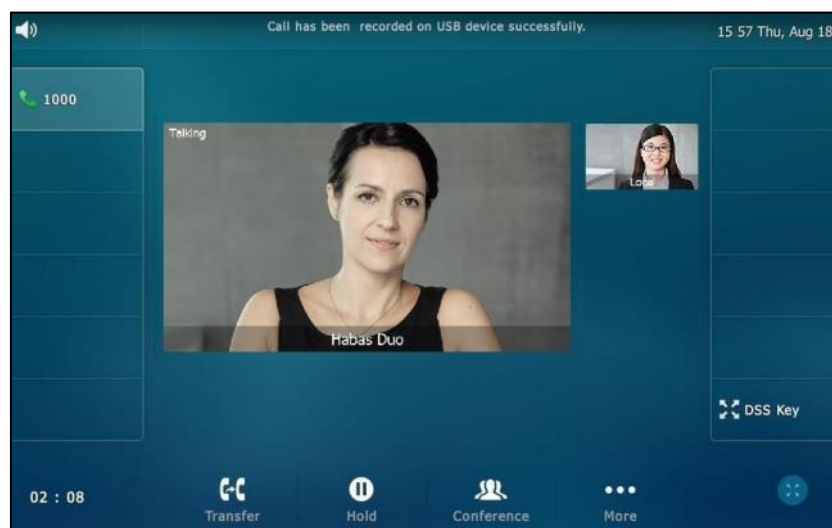 Call has been recorded on USB device successfully.
15 57 Thu, Aug 18
1000
Talking
Loca
Habas Duo
DSS Key
02 : 08
Transfer
Hold
Conference
More